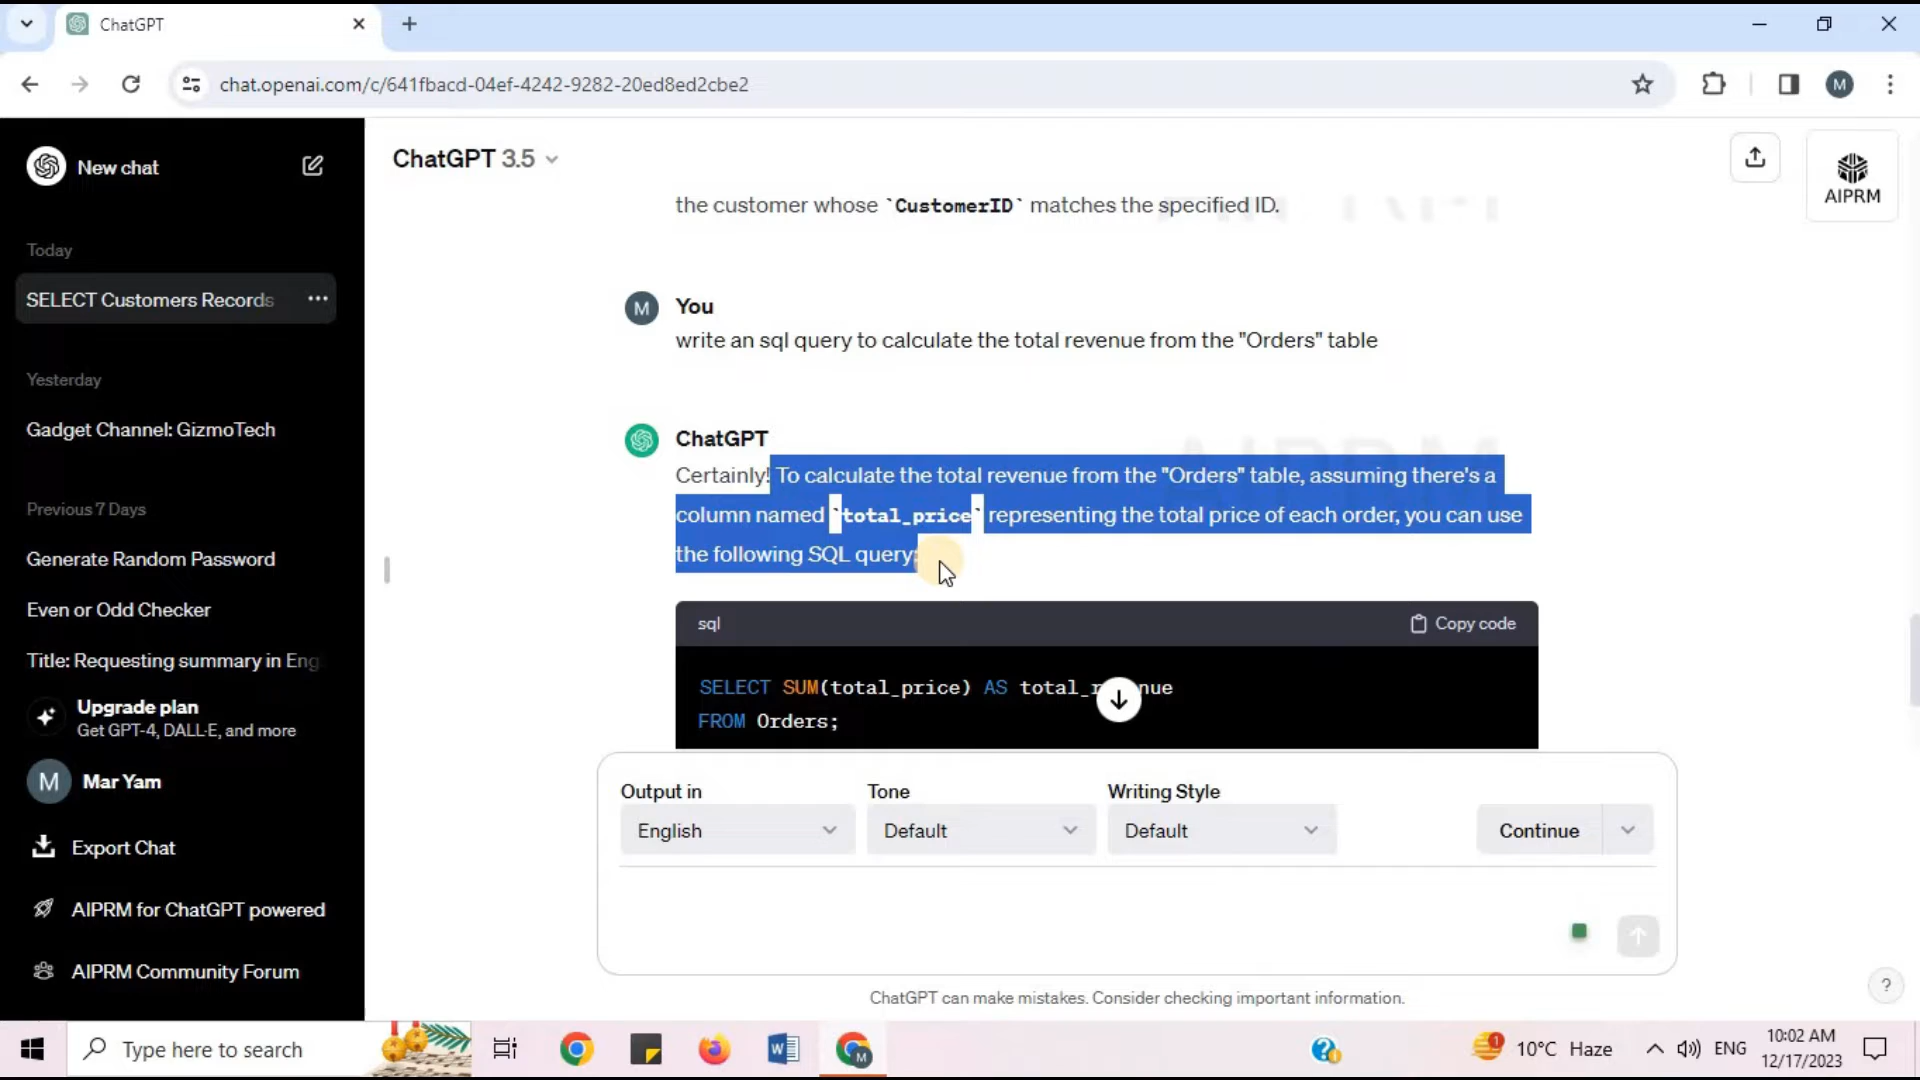 ChatGPT
chat.openai.com/c/641fbacd-04ef-4242-9282-20ed8ed2cbe2
M
New chat
Today
SELECT Customers Records
Yesterday
Gadget Channel: GizmoTech
Previous 7 Days
Generate Random Password
Even or Odd Checker
Title: Requesting summary in Eng
Upgrade plan
Get GPT-4, DALL·E, and more
M Mar Yam
Export Chat
AIPRM for ChatGPT powered
AIPRM Community Forum
ChatGPT 3.5
AIPRM
the customer whose `CustomerID` matches the specified ID.
M You
write an sql query to calculate the total revenue from the "Orders" table
ChatGPT
Certainly! To calculate the total revenue from the "Orders" table, assuming there's a
column named `total_price` representing the total price of each order, you can use
the following SQL query:
AIPRM
sql Copy code
SELECT SUM(total_price) AS total_r nue
FROM Orders;
Output in Tone Writing Style
English Default Default Continue
ChatGPT can make mistakes. Consider checking important information.
?
Type here to search
W
M
?
1
10°C Haze
ENG
10:02 AM
12/17/2023